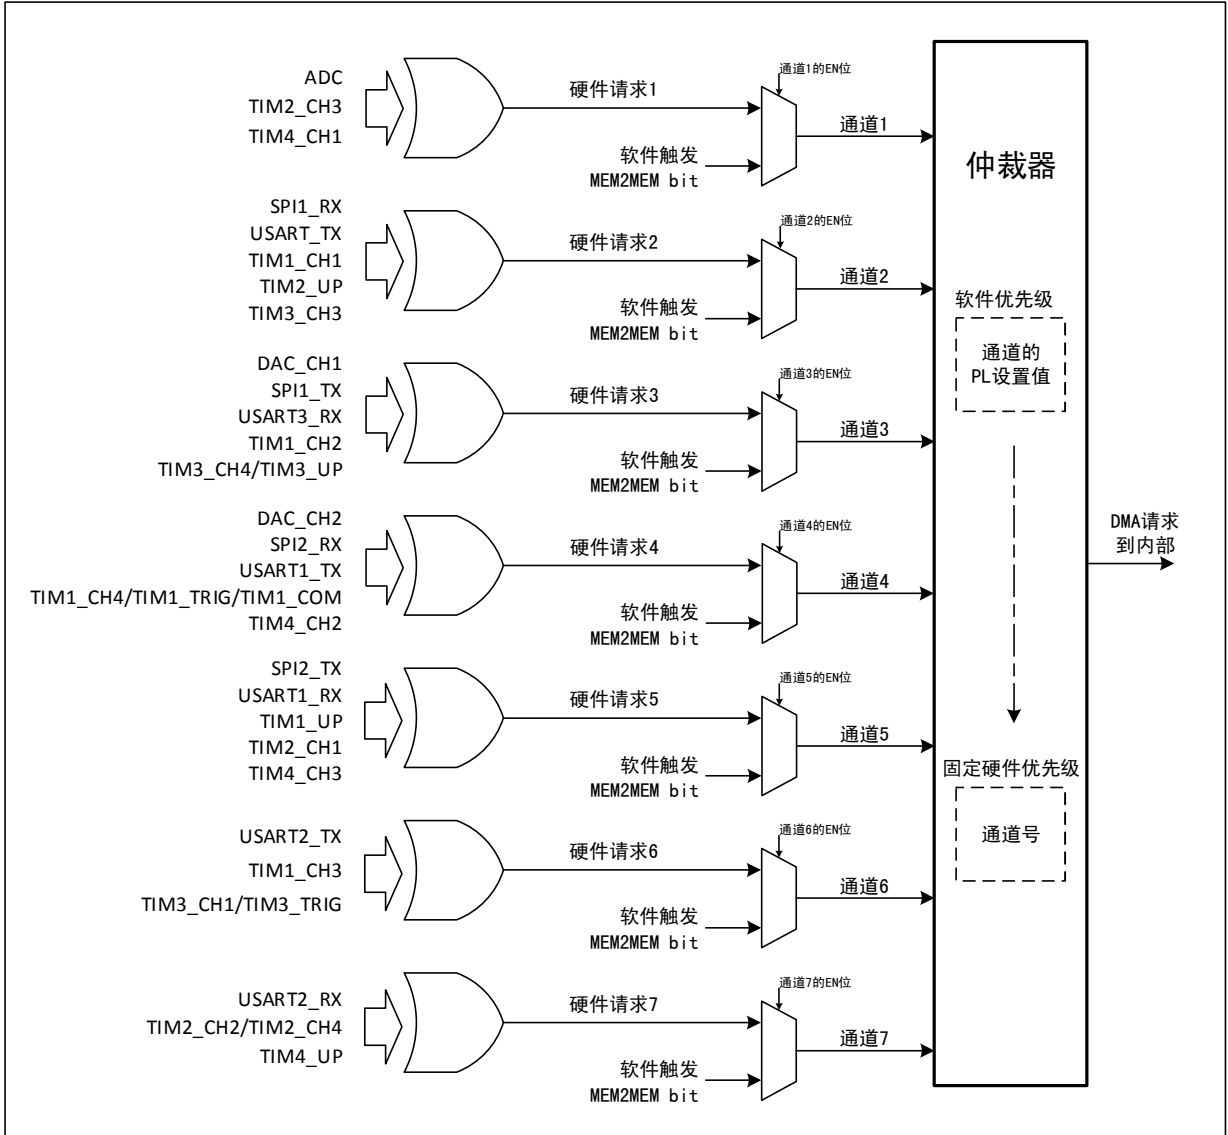 ADC
TIM2_CH3
TIM4_CH1
硬件请求1
软件触发
MEM2MEM bit
通道1的EN位
通道1
SPI1_RX
USART_TX
TIM1_CH1
TIM2_UP
TIM3_CH3
硬件请求2
软件触发
MEM2MEM bit
通道2的EN位
通道2
DAC_CH1
SPI1_TX
USART3_RX
TIM1_CH2
TIM3_CH4/TIM3_UP
硬件请求3
软件触发
MEM2MEM bit
通道3的EN位
通道3
DAC_CH2
SPI2_RX
USART1_TX
TIM1_CH4/TIM1_TRIG/TIM1_COM
TIM4_CH2
硬件请求4
软件触发
MEM2MEM bit
通道4的EN位
通道4
SPI2_TX
USART1_RX
TIM1_UP
TIM2_CH1
TIM4_CH3
硬件请求5
软件触发
MEM2MEM bit
通道5的EN位
通道5
USART2_TX
TIM1_CH3
TIM3_CH1/TIM3_TRIG
硬件请求6
软件触发
MEM2MEM bit
通道6的EN位
通道6
USART2_RX
TIM2_CH2/TIM2_CH4
TIM4_UP
硬件请求7
软件触发
MEM2MEM bit
通道7的EN位
通道7
仲裁器
软件优先级
通道的
PL设置值
固定硬件优先级
通道号
DMA请求
到内部